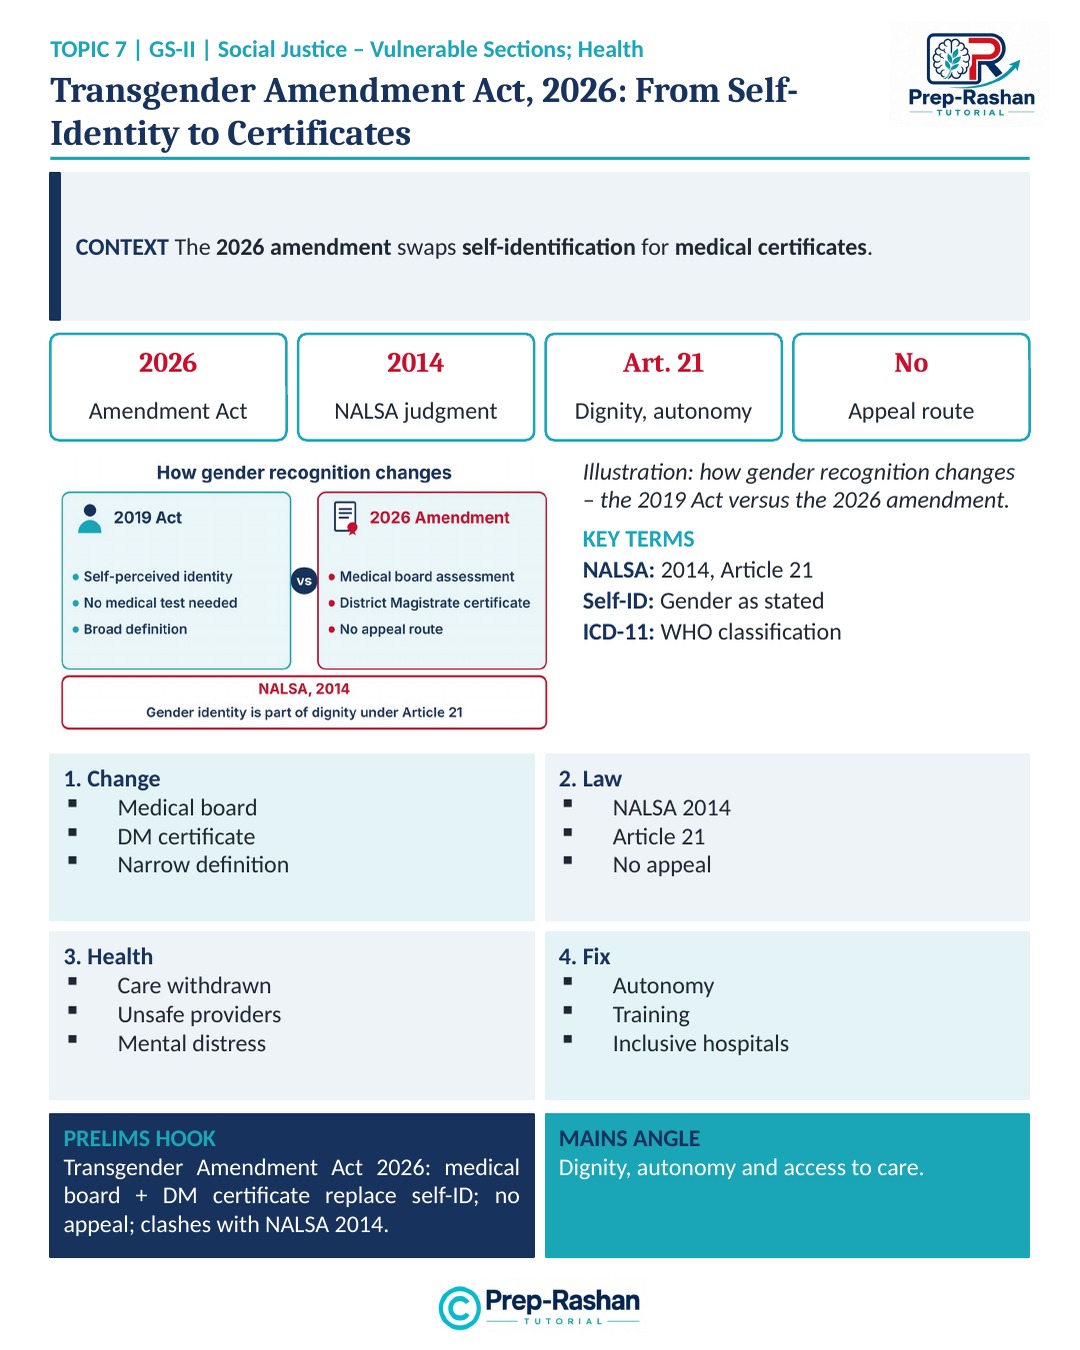 TOPIC 7 | GS-II | Social Justice – Vulnerable Sections; Health
Transgender Amendment Act, 2026: From Self-
Identity to Certificates
Prep-Rashan
TUTORIAL
CONTEXT The 2026 amendment swaps self-identification for medical certificates.
2026
Amendment Act
2014
NALSA judgment
Art. 21
Dignity, autonomy
No
Appeal route
How gender recognition changes
2019 Act
• Self-perceived identity
• No medical test needed
• Broad definition
vs
2026 Amendment
• Medical board assessment
• District Magistrate certificate
• No appeal route
NALSA, 2014
Gender identity is part of dignity under Article 21
Illustration: how gender recognition changes
– the 2019 Act versus the 2026 amendment.
KEY TERMS
NALSA: 2014, Article 21
Self-ID: Gender as stated
ICD-11: WHO classification
1. Change
▪ Medical board
▪ DM certificate
▪ Narrow definition
2. Law
▪ NALSA 2014
▪ Article 21
▪ No appeal
3. Health
▪ Care withdrawn
▪ Unsafe providers
▪ Mental distress
4. Fix
▪ Autonomy
▪ Training
▪ Inclusive hospitals
PRELIMS HOOK
Transgender Amendment Act 2026: medical
board + DM certificate replace self-ID; no
appeal; clashes with NALSA 2014.
MAINS ANGLE
Dignity, autonomy and access to care.
© Prep-Rashan
TUTORIAL